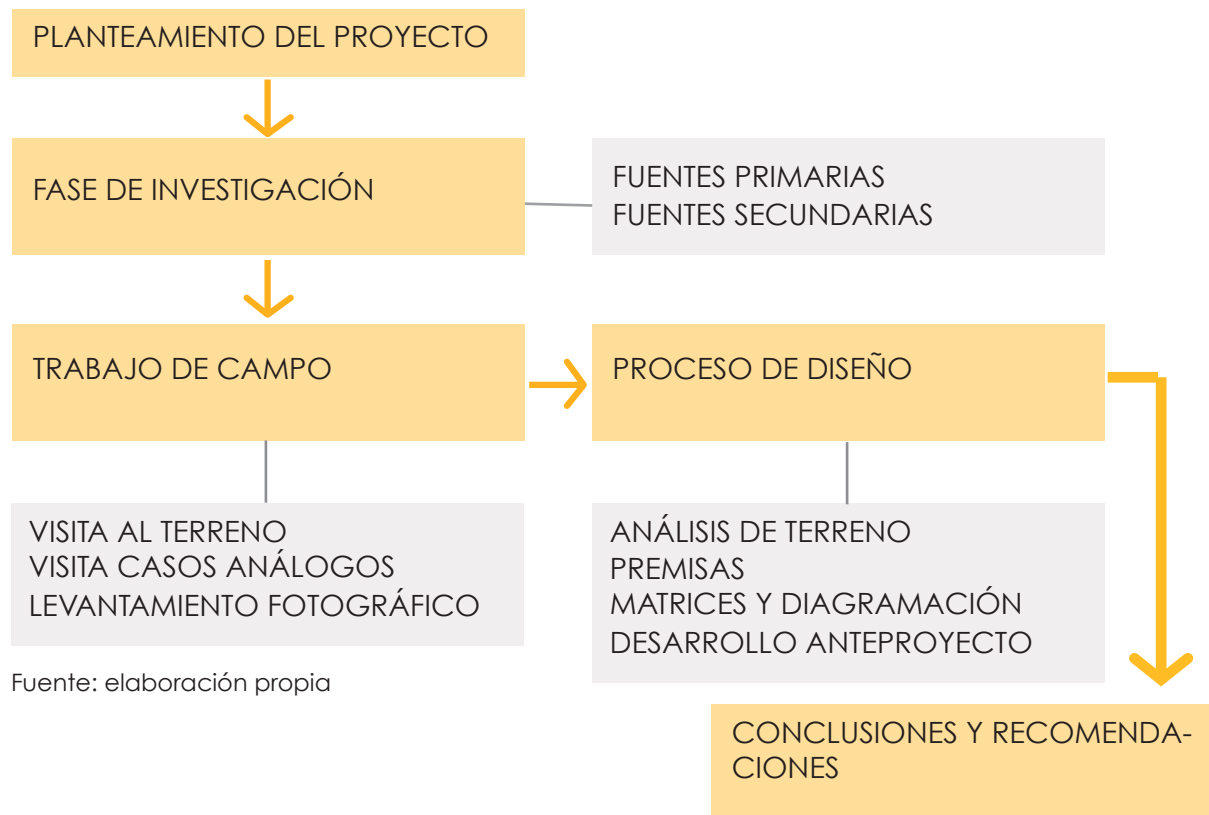 PLANTEAMIENTO DEL PROYECTO
FASE DE INVESTIGACIÓN
FUENTES PRIMARIAS
FUENTES SECUNDARIAS
TRABAJO DE CAMPO
PROCESO DE DISEÑO
VISITA AL TERRENO
VISITA CASOS ANÁLOGOS
LEVANTAMIENTO FOTOGRÁFICO
ANÁLISIS DE TERRENO
PREMISAS
MATRICES Y DIAGRAMACIÓN
DESARROLLO ANTEPROYECTO
Fuente: elaboración propia
CONCLUSIONES Y RECOMENDA-
CIONES